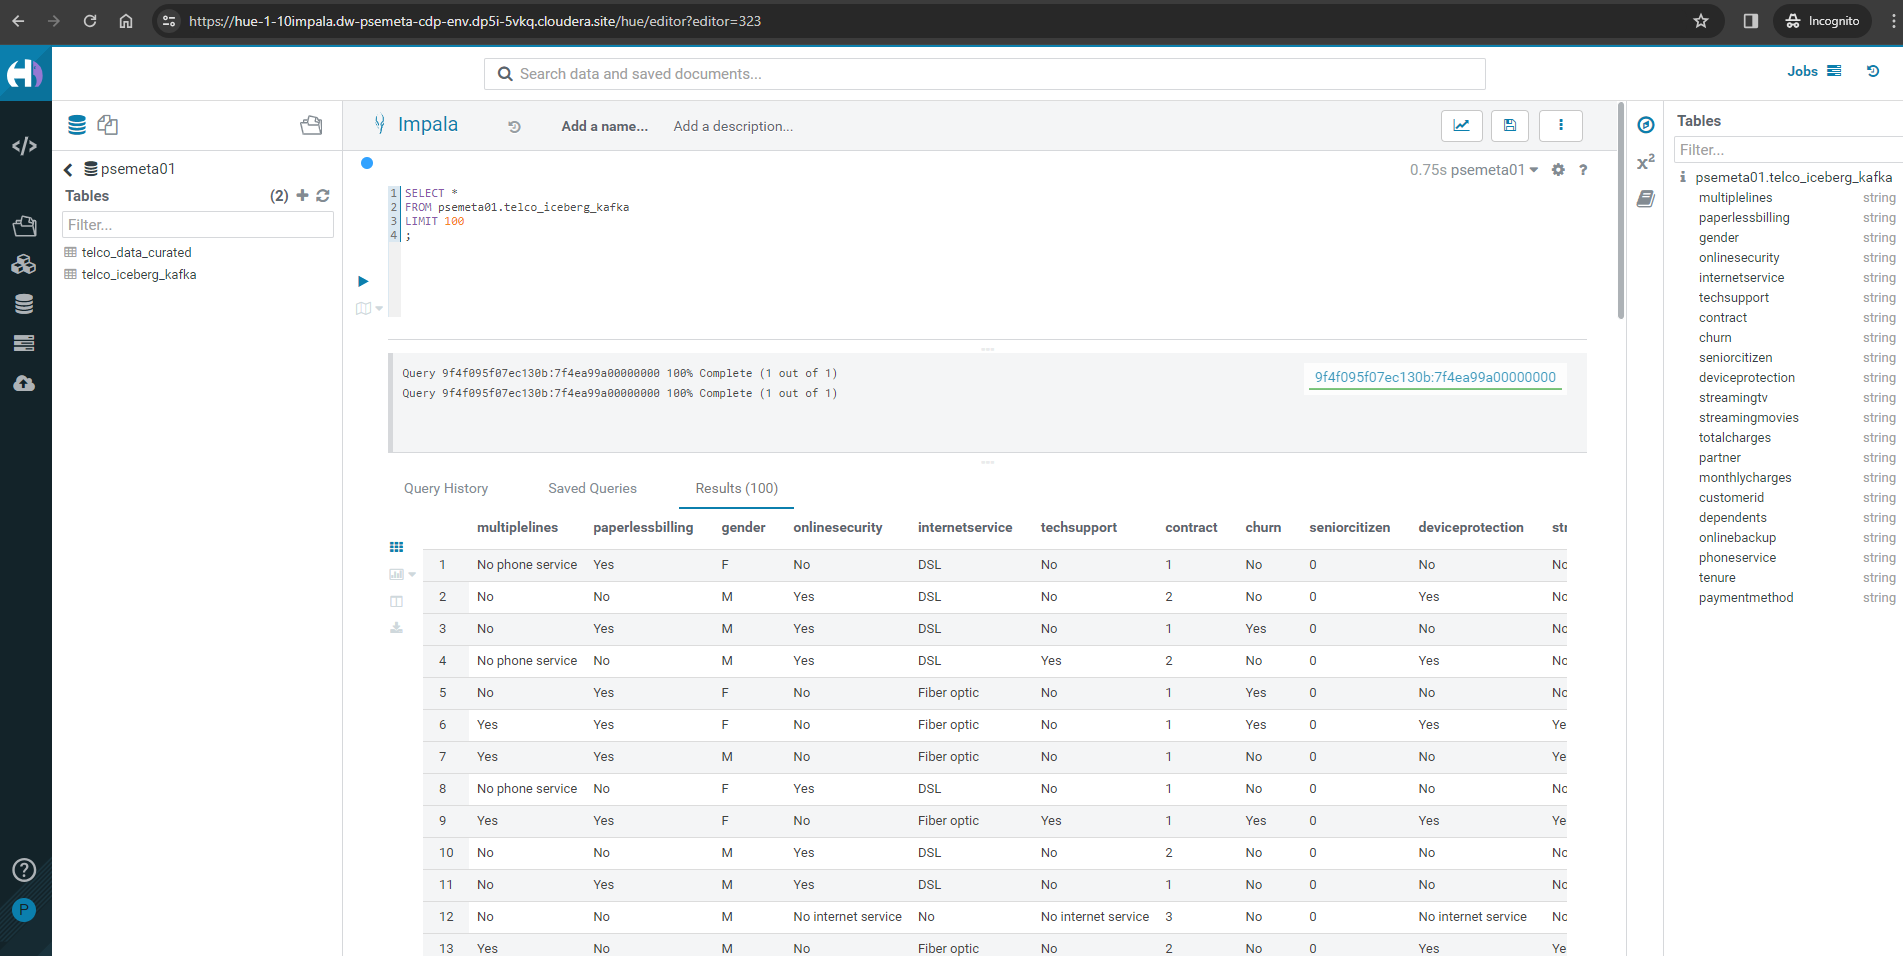 https://hue-1-10impala.dw-psemeta-cdp-env.dp5i-5vkq.cloudera.site/hue/editor?editor=323
Incognito
Search data and saved documents...
Jobs
Impala
Add a name...
Add a description...
psemeta01
Tables
(2)
Filter...
telco_data_curated
telco_iceberg_kafka
0.75s psemeta01
?
1 SELECT *
2 FROM psemeta01.telco_iceberg_kafka
3 LIMIT 100
4 ;
Query 9f4f095f07ec130b:7f4ea99a00000000 100% Complete (1 out of 1)
Query 9f4f095f07ec130b:7f4ea99a00000000 100% Complete (1 out of 1)
9f4f095f07ec130b:7f4ea99a00000000
Query History Saved Queries Results (100)
multiplelines paperlessbilling gender onlinesecurity internetservice techsupport contract churn seniorcitizen deviceprotection
1 No phone service Yes F No DSL No 1 No 0 No No
2 No No M Yes DSL No 2 No 0 Yes No
3 No Yes M Yes DSL No 1 Yes 0 No No
4 No phone service No M Yes DSL Yes 2 No 0 Yes No
5 No Yes F No Fiber optic No 1 Yes 0 No No
6 Yes Yes F No Fiber optic No 1 Yes 0 Yes Ye
7 Yes Yes M No Fiber optic No 1 No 0 No Ye
8 No phone service No F Yes DSL No 1 No 0 No No
9 Yes Yes F No Fiber optic Yes 1 Yes 0 Yes Ye
10 No No M Yes DSL No 2 No 0 No No
11 No Yes M Yes DSL No 1 No 0 No No
12 No No M No internet service No No internet service 3 No 0 No internet service No
13 Yes No M No Fiber optic No 2 No 0 Yes Ye
Tables
Filter...
psemeta01.telco_iceberg_kafka
multiplelines string
paperlessbilling string
gender string
onlinesecurity string
internetservice string
techsupport string
contract string
churn string
seniorcitizen string
deviceprotection string
streamingtv string
streamingmovies string
totalcharges string
partner string
monthlycharges string
customerid string
dependents string
onlinebackup string
phoneservice string
tenure string
paymentmethod string
x²
P